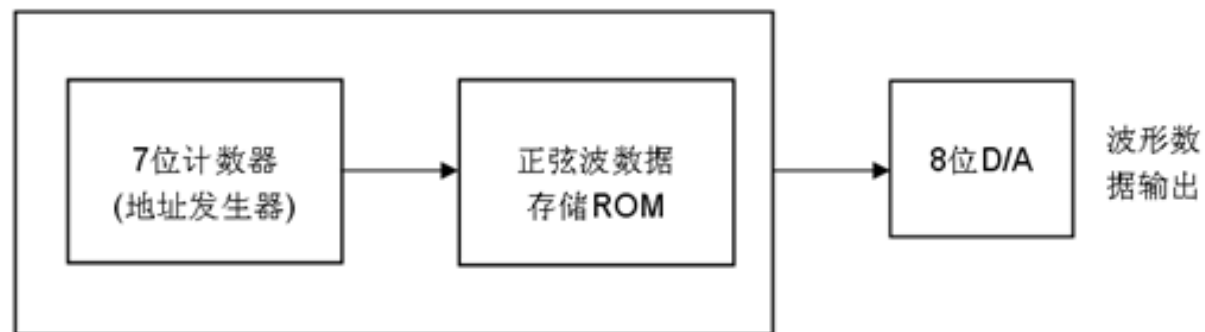 7位计数器
(地址发生器)
正弦波数据
存储ROM
8位D/A
波形数
据输出